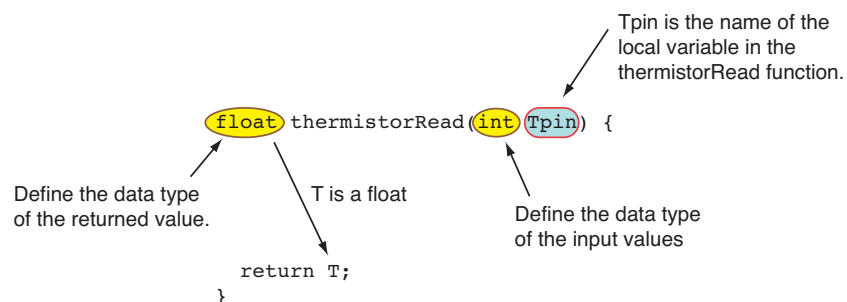 Tpin is the name of the
local variable in the
thermistorRead function.
float thermistorRead(int Tpin) {
Define the data type
of the returned value.
T is a float
Define the data type
of the input values
return T;
}